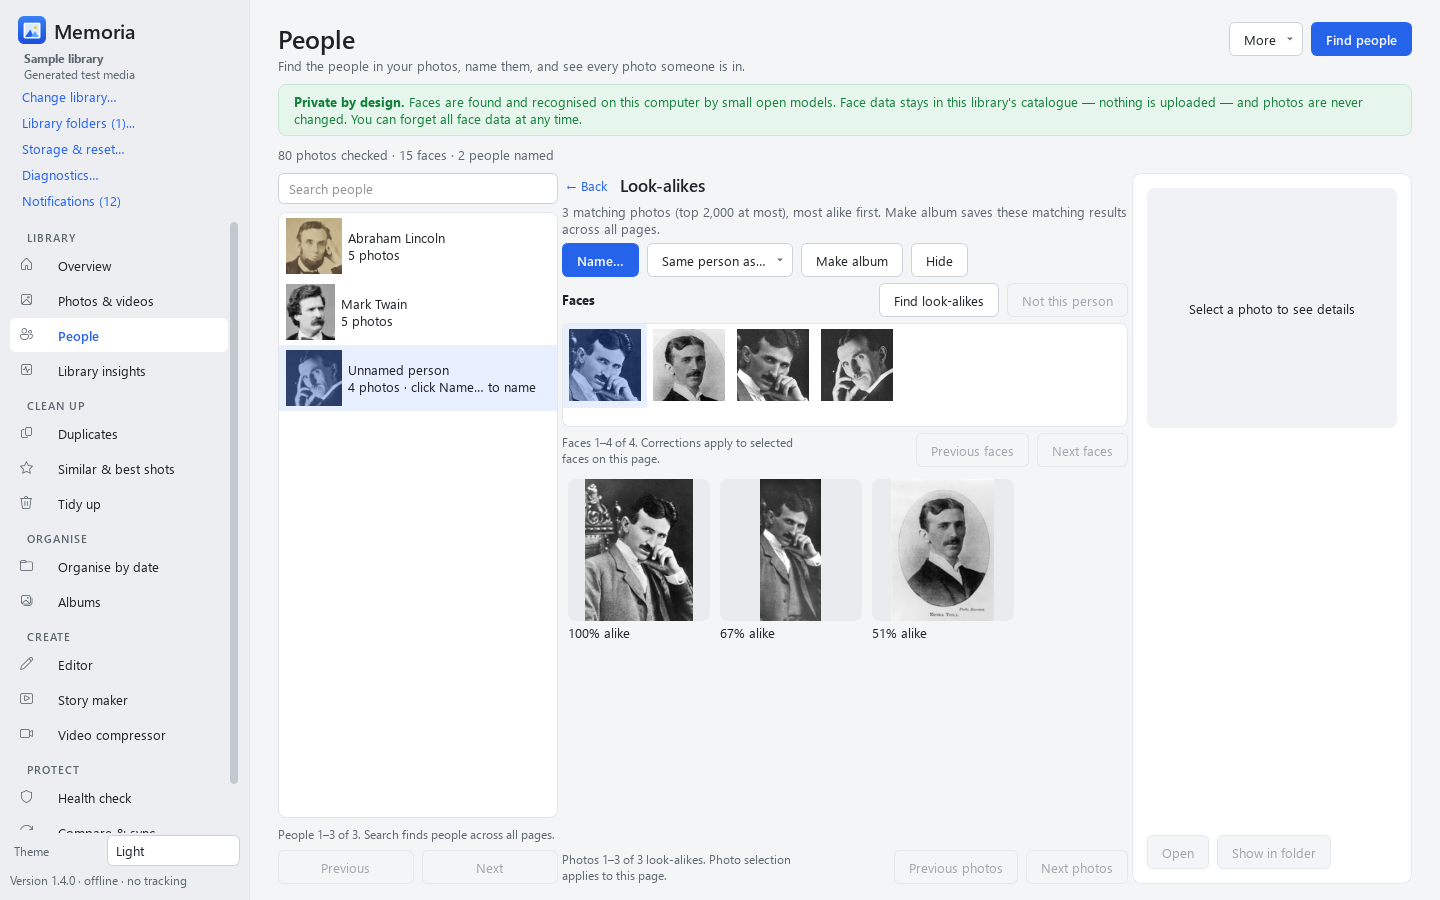 Memoria
Sample library
Generated test media
Change library...
Library folders (1)...
Storage & reset...
Diagnostics...
Notifications (12)
LIBRARY
Overview
Photos & videos
People
Library insights
CLEAN UP
Duplicates
Similar & best shots
Tidy up
ORGANISE
Organise by date
Albums
CREATE
Editor
Story maker
Video compressor
PROTECT
Health check
Compare & sync
Theme
Light
Version 1.4.0 · offline · no tracking
People
Find the people in your photos, name them, and see every photo someone is in.
More
Find people
Private by design. Faces are found and recognised on this computer by small open models. Face data stays in this library's catalogue — nothing is uploaded — and photos are never
changed. You can forget all face data at any time.
80 photos checked · 15 faces · 2 people named
Search people
Abraham Lincoln
5 photos
Mark Twain
5 photos
Unnamed person
4 photos · click Name... to name
People 1–3 of 3. Search finds people across all pages.
Previous
Next
← Back
Look-alikes
3 matching photos (top 2,000 at most), most alike first. Make album saves these matching results
across all pages.
Name...
Same person as...
Make album
Hide
Faces
Find look-alikes
Not this person
Faces 1–4 of 4. Corrections apply to selected
faces on this page.
Previous faces
Next faces
100% alike
67% alike
51% alike
Photos 1–3 of 3 look-alikes. Photo selection
applies to this page.
Previous photos
Next photos
Select a photo to see details
Open
Show in folder